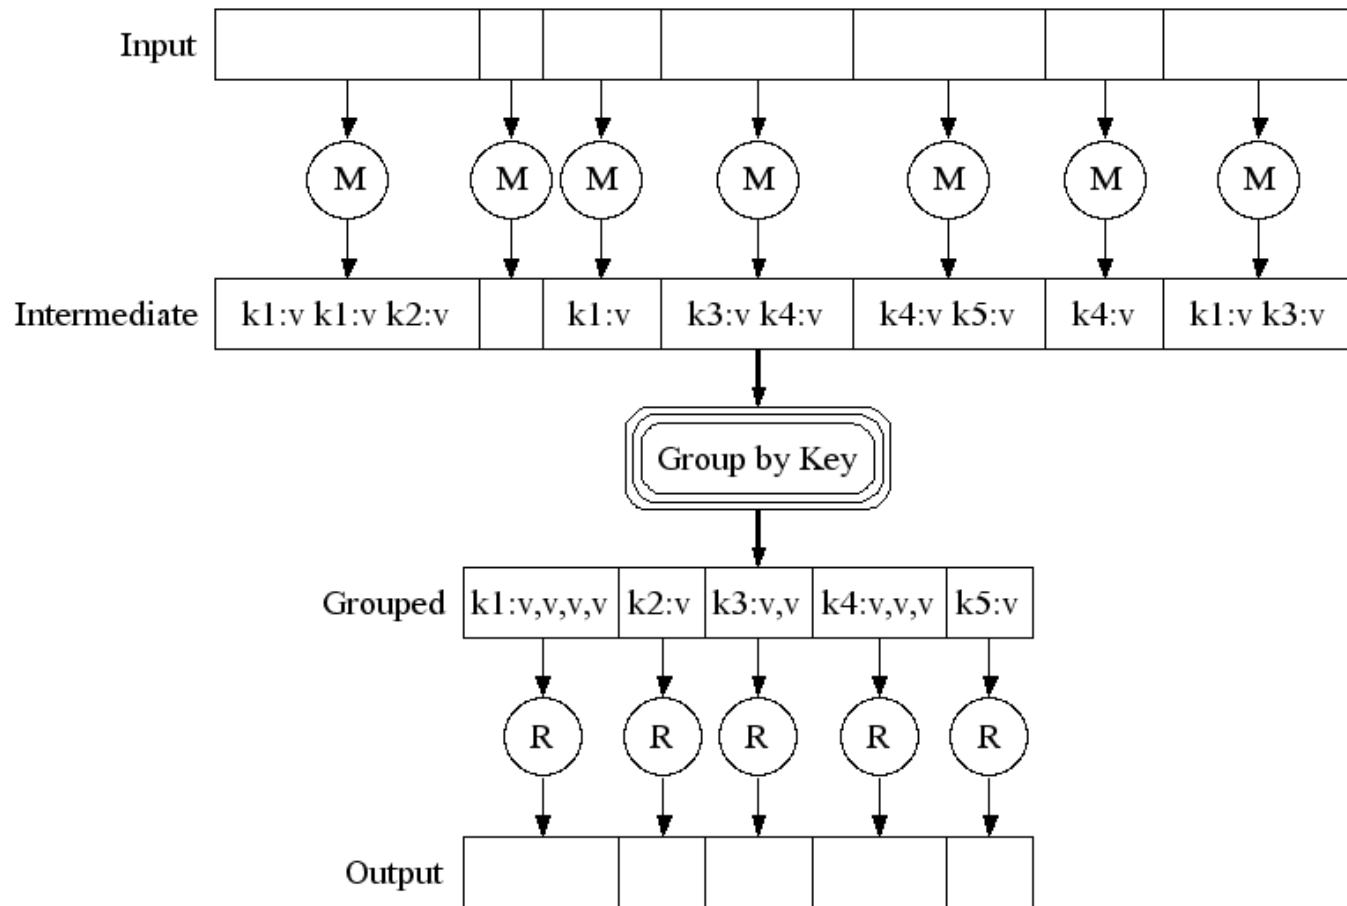 Input
M M M M M M M
Intermediate k1:v k1:v k2:v k1:v k3:v k4:v k4:v k5:v k4:v k1:v k3:v
Group by Key
Grouped k1:v,v,v,v k2:v k3:v,v k4:v,v,v k5:v
R R R R R
Output